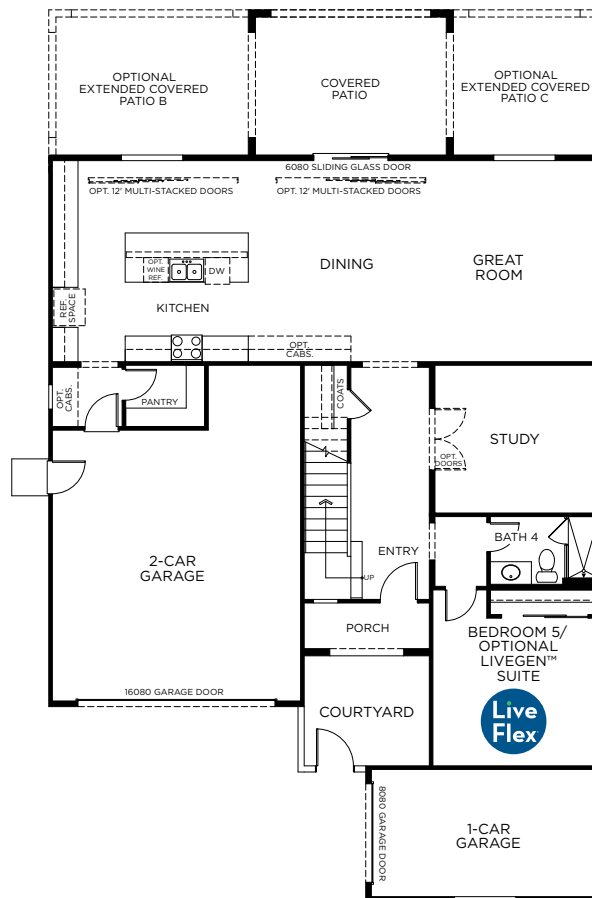 OPTIONAL
EXTENDED COVERED
PATIO B
COVERED
PATIO
OPTIONAL
EXTENDED COVERED
PATIO C
6080 SLIDING GLASS DOOR
OPT. 12' MULTI-STACKED DOORS
OPT. 12' MULTI-STACKED DOORS
OPT.
WINE
REF.
DW
DINING
GREAT
ROOM
REF.
SPACE
KITCHEN
OPT.
CABS.
OPT.
CABS.
PANTRY
COATS
STUDY
OPT.
DOORS
BATH 4
2-CAR
GARAGE
ENTRY
UP
PORCH
BEDROOM 5/
OPTIONAL
LIVEGEN™
SUITE
Live
Flex
16080 GARAGE DOOR
COURTYARD
8080 GARAGE DOOR
1-CAR
GARAGE